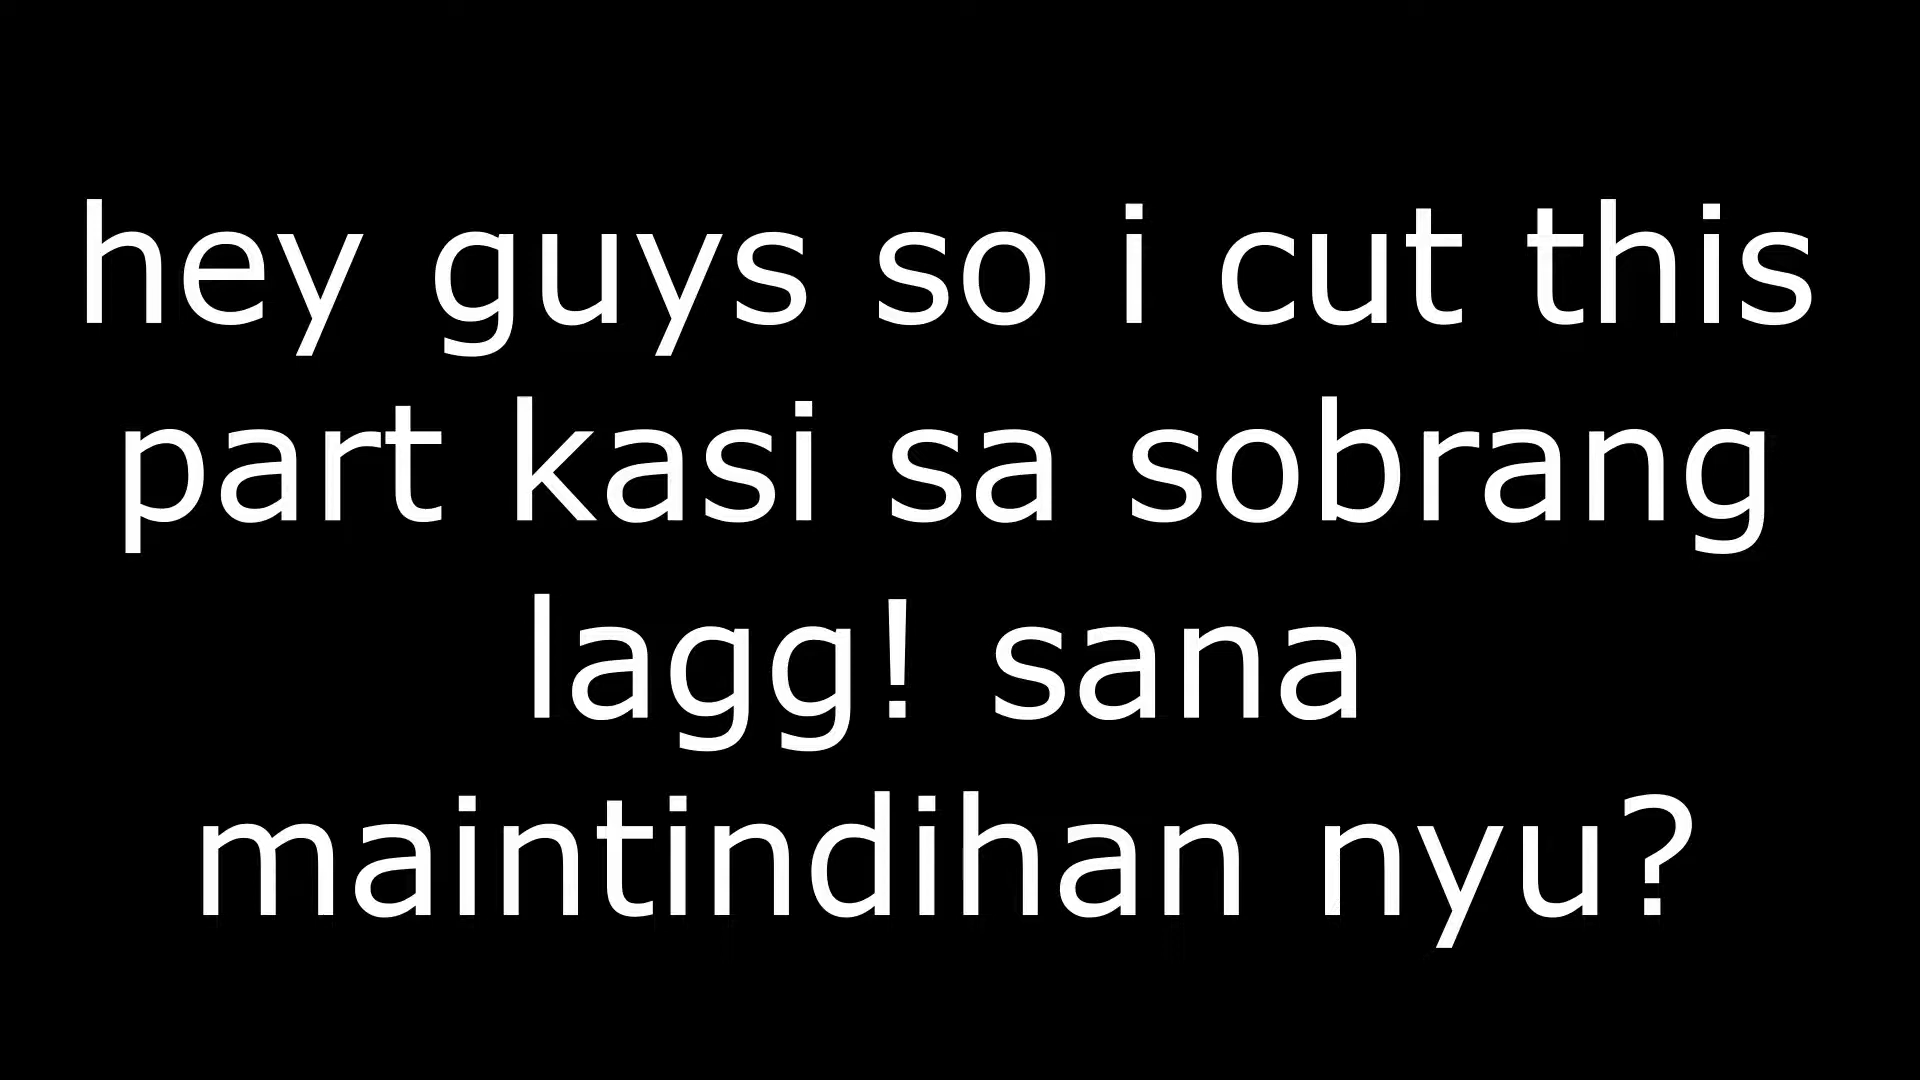 hey guys so i cut this
part kasi sa sobrang
lagg! sana
maintindihan nyu?